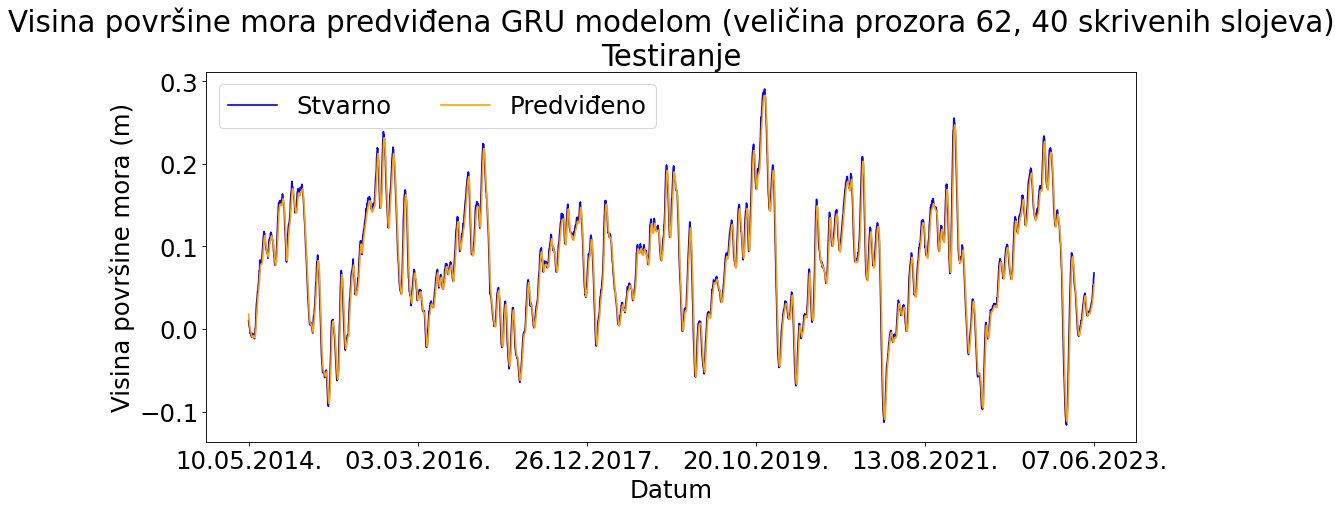 Visina površine mora predviđena GRU modelom (veličina prozora 62, 40 skrivenih slojeva)
Testiranje
Stvarno
Predviđeno
Visina površine mora (m)
0.3
0.2
0.1
0.0
−0.1
10.05.2014.
03.03.2016.
26.12.2017.
20.10.2019.
13.08.2021.
07.06.2023.
Datum